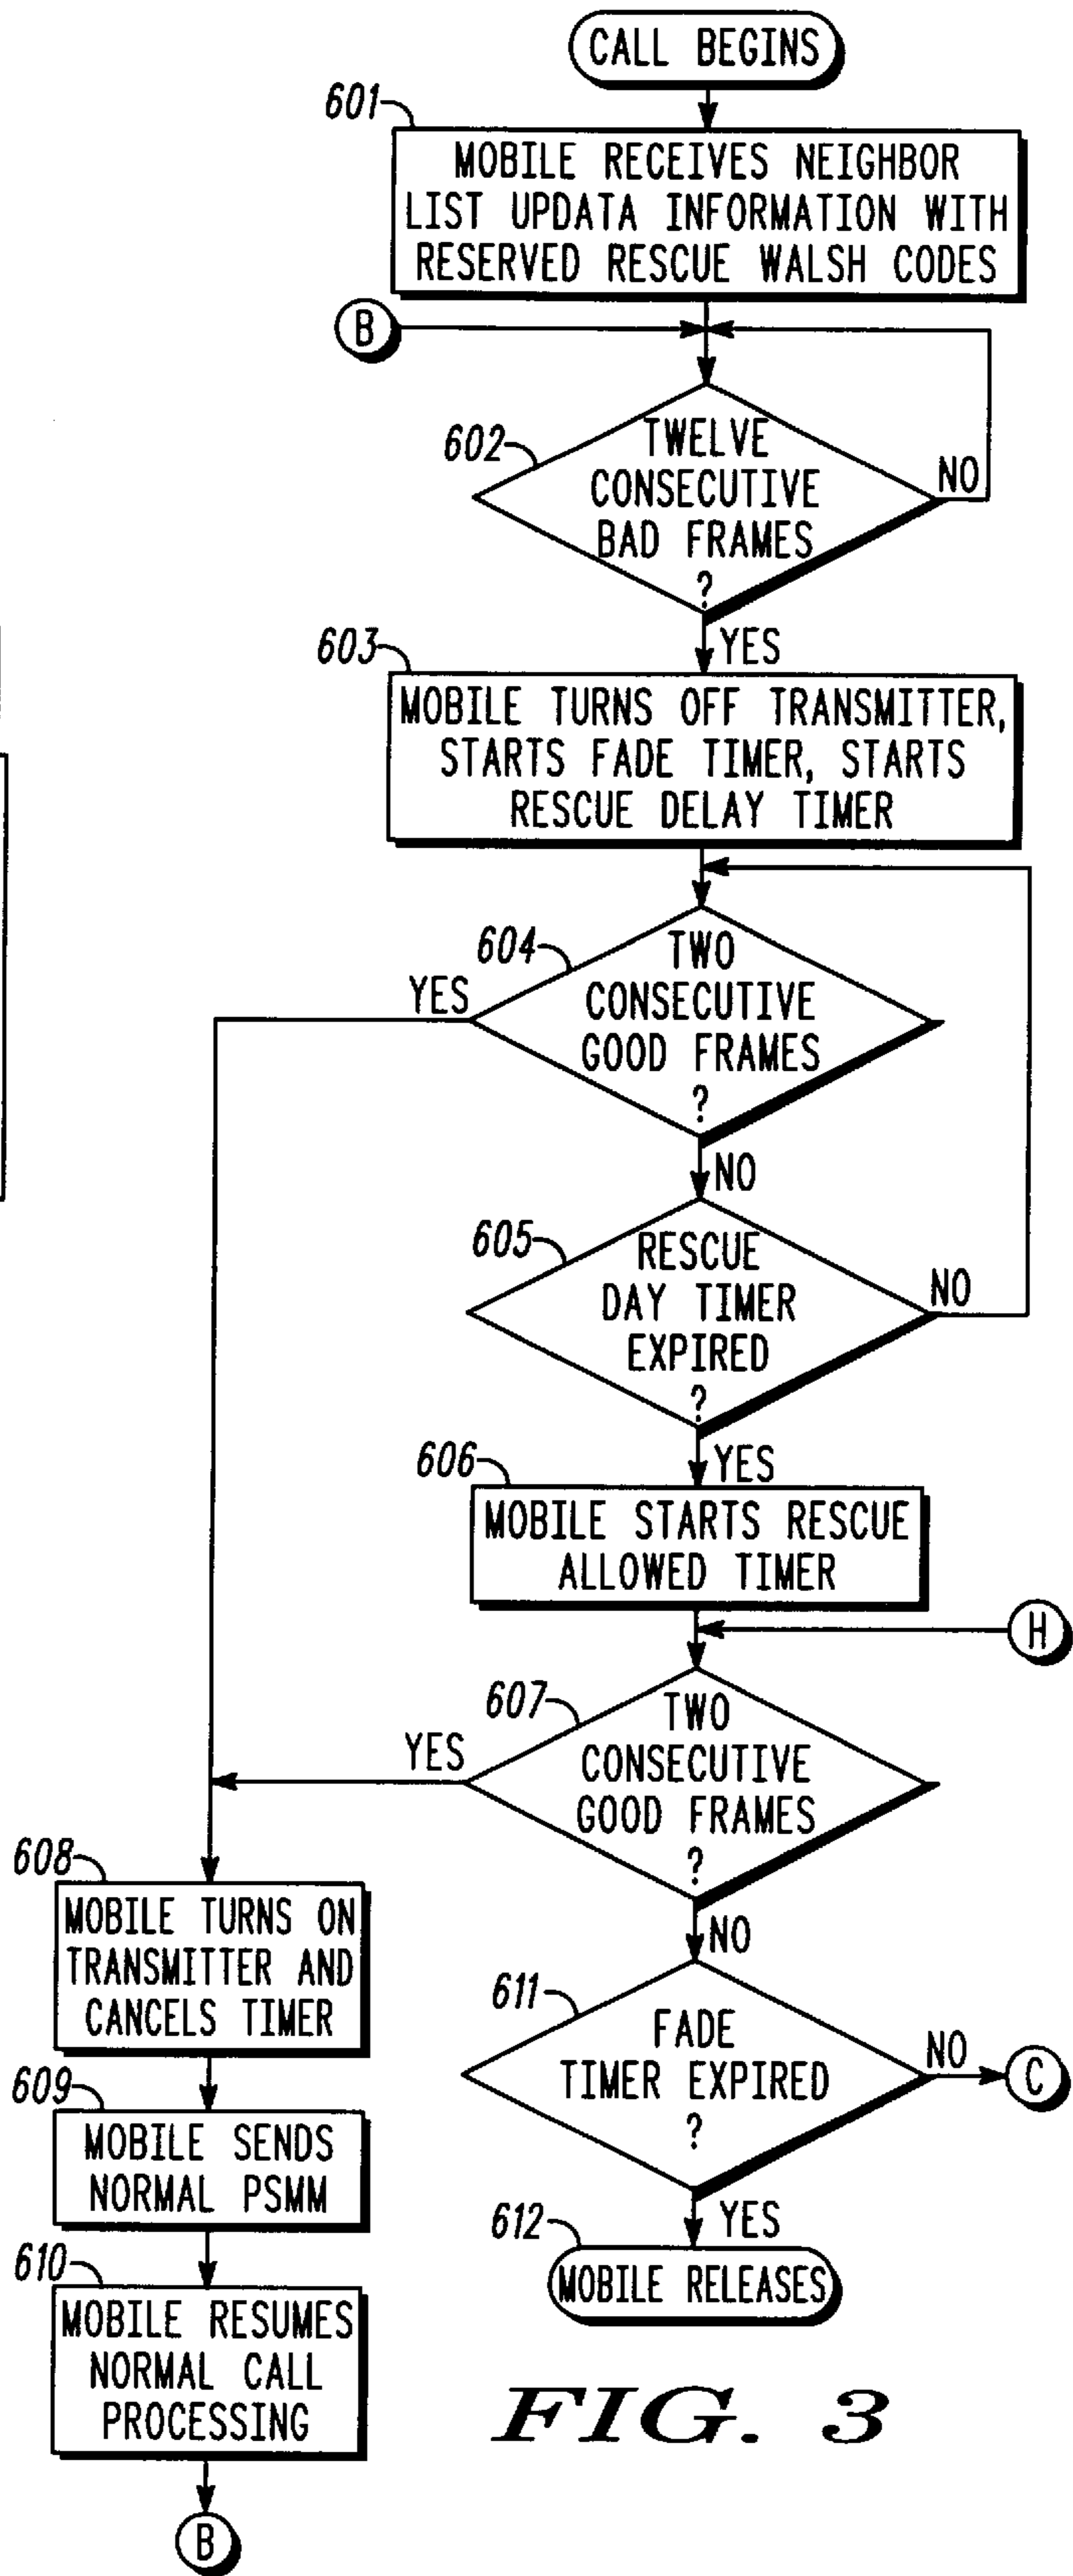 CALL BEGINS
601
MOBILE RECEIVES NEIGHBOR
LIST UPDATA INFORMATION WITH
RESERVED RESCUE WALSH CODES
B
602
TWELVE
CONSECUTIVE
BAD FRAMES
?
NO
YES
603
MOBILE TURNS OFF TRANSMITTER,
STARTS FADE TIMER, STARTS
RESCUE DELAY TIMER
604
TWO
CONSECUTIVE
GOOD FRAMES
?
YES
NO
605
RESCUE
DAY TIMER
EXPIRED
?
NO
YES
606
MOBILE STARTS RESCUE
ALLOWED TIMER
H
607
TWO
CONSECUTIVE
GOOD FRAMES
?
YES
NO
608
MOBILE TURNS ON
TRANSMITTER AND
CANCELS TIMER
611
FADE
TIMER EXPIRED
?
NO
C
YES
609
MOBILE SENDS
NORMAL PSMM
612
MOBILE RELEASES
610
MOBILE RESUMES
NORMAL CALL
PROCESSING
B
FIG. 3